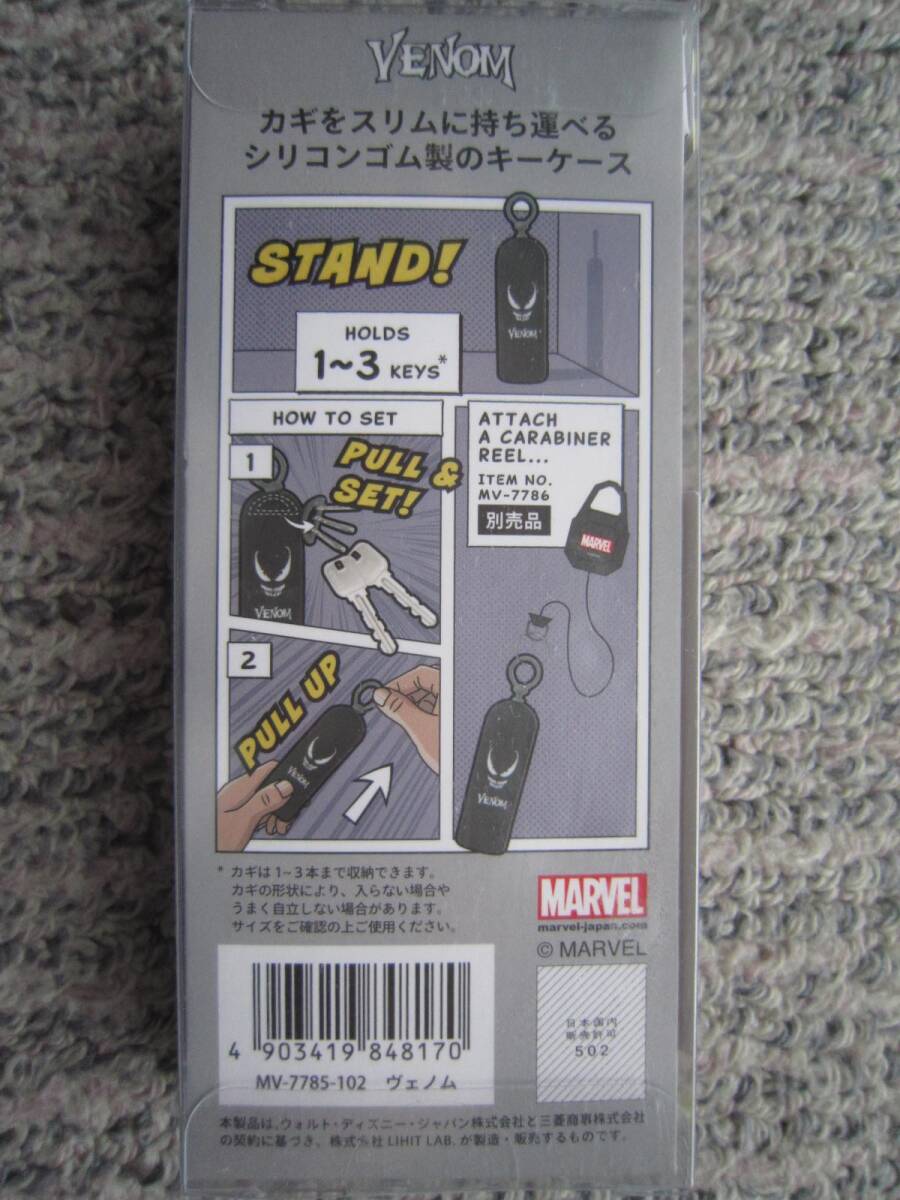 VENOM
カギをスリムに持ち運べる
シリコンゴム製のキーケース
STAND!
VENOM
HOLDS
1~3 KEYS*
HOW TO SET
1
PULL &
SET!
VENOM
2
PULL UP
VENOM
ATTACH
A CARABINER
REEL...
ITEM NO.
MV-7786
別売品
MARVEL
VENOM
* カギは1~3本まで収納できます。
カギの形状により、入らない場合や
うまく自立しない場合があります。
サイズをご確認の上ご使用ください。
MARVEL
marvel-japan.com
© MARVEL
4 903419 848170
MV-7785-102 ヴェノム
日本国内
販売許可
502
本製品は、ウォルト・ディズニー・ジャパン株式会社と三菱商事株式会社
の契約に基づき、株式会社 LIHIT LAB. が製造・販売するものです。